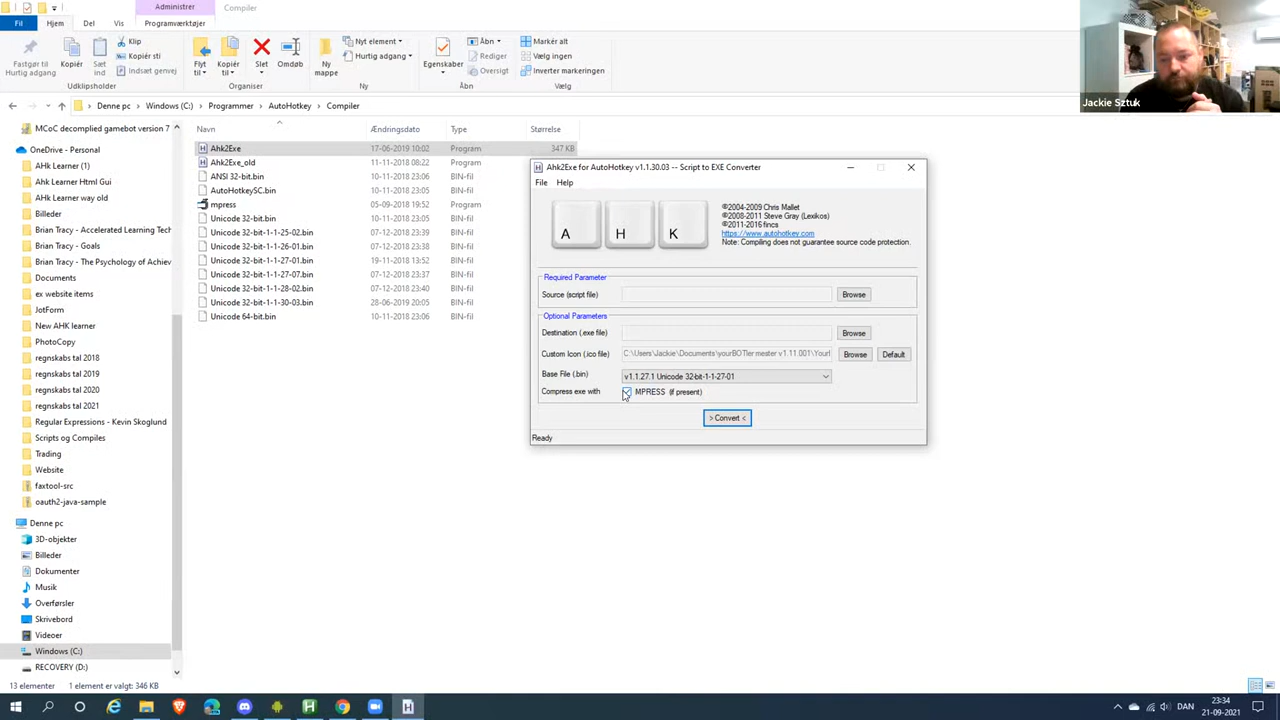 Administrer
Compiler
Fil
Hjem
Del
Vis
Programværktøjer
Fastgør til
Hurtig adgang
Kopiér
Sæt
ind
Klip
Kopiér sti
Indsæt genvej
Udklipsholder
Flyt
til
Kopiér
til
Slet
Omdøb
Organiser
Ny
mappe
Nyt element
Hurtig adgang
Ny
Egenskaber
Åbn
Rediger
Oversigt
Åbn
Markér alt
Vælg ingen
Inverter markeringen
Vælg
Jackie Sztuk
Denne pc
Windows (C:)
Programmer
AutoHotkey
Compiler
MCoC decomplied gamebot version 7
OneDrive - Personal
AHk Learner (1)
Ahk Learner Html Gui
Ahk Learner way old
Billeder
Brian Tracy - Accelerated Learning Tech
Brian Tracy - Goals
Brian Tracy - The Psychology of Achiev
Documents
ex website items
JotForm
New AHK learner
PhotoCopy
regnskabs tal 2018
regnskabs tal 2019
regnskabs tal 2020
regnskabs tal 2021
Regular Expressions - Kevin Skoglund
Scripts og Compiles
Trading
Website
faxtool-src
oauth2-java-sample
Denne pc
3D-objekter
Billeder
Dokumenter
Musik
Overførsler
Skrivebord
Videoer
Windows (C:)
RECOVERY (D:)
Navn Ændringsdato Type Størrelse
Ahk2Exe 17-06-2019 10:02 Program 347 KB
Ahk2Exe_old 11-11-2018 08:22 Program
ANSI 32-bit.bin 10-11-2018 23:06 BIN-fil
AutoHotkeySC.bin 10-11-2018 23:05 BIN-fil
mpress 05-09-2018 19:52 Program
Unicode 32-bit.bin 10-11-2018 23:05 BIN-fil
Unicode 32-bit-1-1-25-02.bin 07-12-2018 23:39 BIN-fil
Unicode 32-bit-1-1-26-01.bin 07-12-2018 23:38 BIN-fil
Unicode 32-bit-1-1-27-01.bin 19-11-2018 13:52 BIN-fil
Unicode 32-bit-1-1-27-07.bin 07-12-2018 23:37 BIN-fil
Unicode 32-bit-1-1-28-02.bin 07-12-2018 23:40 BIN-fil
Unicode 32-bit-1-1-30-03.bin 28-06-2019 20:05 BIN-fil
Unicode 64-bit.bin 10-11-2018 23:06 BIN-fil
Ahk2Exe for AutoHotkey v1.1.30.03 -- Script to EXE Converter
File Help
A H K
©2004-2009 Chris Mallet
©2008-2011 Steve Gray (Lexikos)
©2011-2016 fincs
https://www.autohotkey.com
Note: Compiling does not guarantee source code protection.
Required Parameter
Source (script file) Browse
Optional Parameters
Destination (.exe file) Browse
Custom Icon (.ico file) C:\Users\Jackie\Documents\yourBOTler mester v1.11.001\Your Browse Default
Base File (.bin) v1.1.27.1 Unicode 32-bit-1-1-27-01
Compress exe with MPRESS (if present)
> Convert <
Ready
13 elementer 1 element er valgt: 346 KB
DAN
23:34
21-09-2021